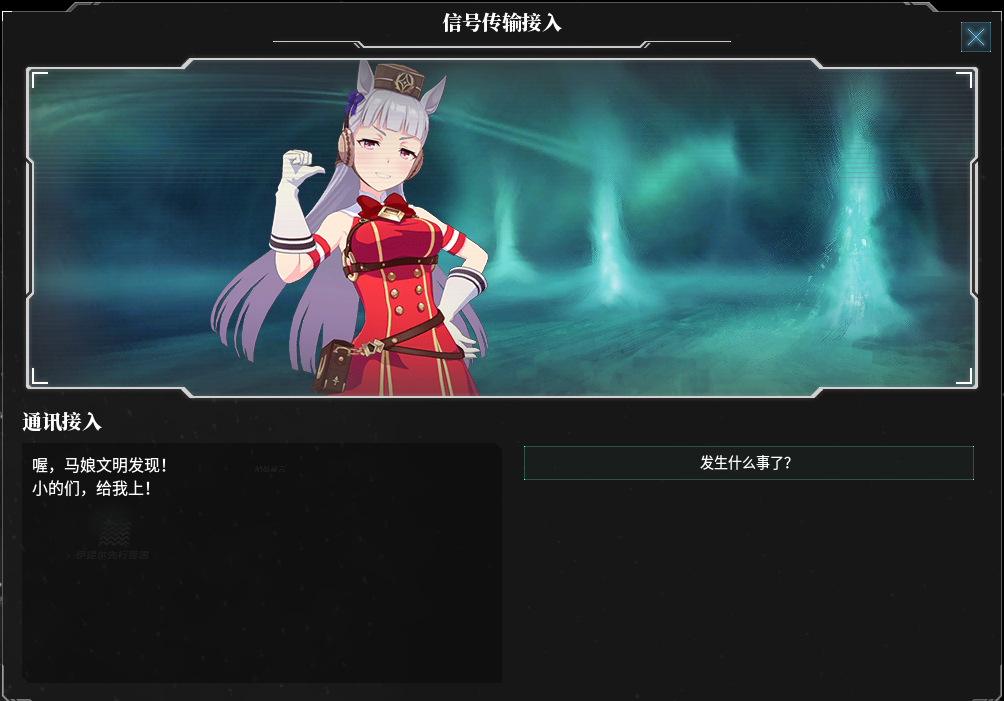 信号传输接入
通讯接入
喔，马娘文明发现！
小的们，给我上！
发生什么事了？